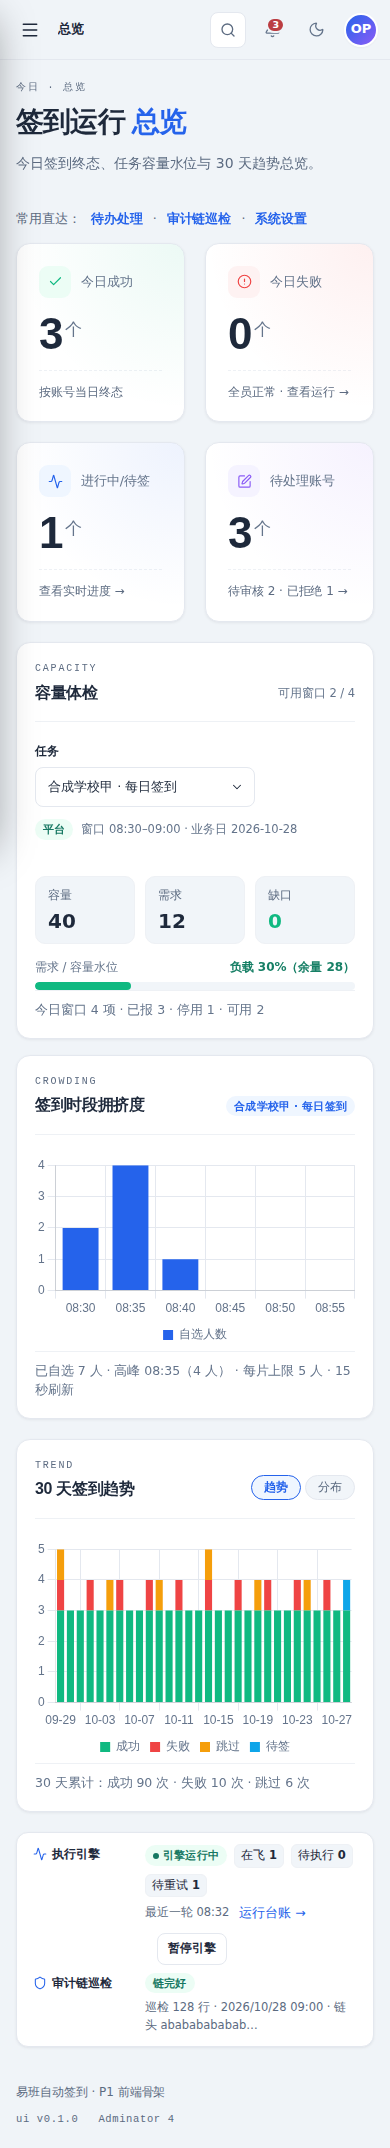 总览
3
OP
今日 · 总览
签到运行 总览
今日签到终态、任务容量水位与 30 天趋势总览。
常用直达： 待办处理 · 审计链巡检 · 系统设置
今日成功
3个
按账号当日终态
今日失败
0个
全员正常 · 查看运行 →
进行中/待签
1个
查看实时进度 →
待处理账号
3个
待审核 2 · 已拒绝 1 →
CAPACITY
容量体检
可用窗口 2 / 4
任务
合成学校甲 · 每日签到
平台 窗口 08:30–09:00 · 业务日 2026-10-28
容量
40
需求
12
缺口
0
需求 / 容量水位
负载 30%（余量 28）
今日窗口 4 项 · 已报 3 · 停用 1 · 可用 2
CROWDING
签到时段拥挤度
合成学校甲 · 每日签到
4
3
2
1
0
08:30 08:35 08:40 08:45 08:50 08:55
自选人数
已自选 7 人 · 高峰 08:35（4 人） · 每片上限 5 人 · 15
秒刷新
TREND
30 天签到趋势
趋势 分布
5
4
3
2
1
0
09-29 10-03 10-07 10-11 10-15 10-19 10-23 10-27
成功 失败 跳过 待签
30 天累计：成功 90 次 · 失败 10 次 · 跳过 6 次
执行引擎
引擎运行中 在飞 1 待执行 0
待重试 1
最近一轮 08:32 运行台账 →
暂停引擎
审计链巡检
链完好
巡检 128 行 · 2026/10/28 09:00 · 链
头 abababababab…
易班自动签到 · P1 前端骨架
ui v0.1.0 Adminator 4